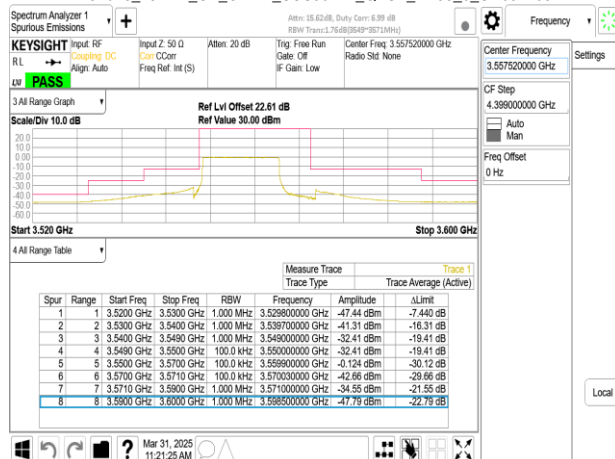 Spectrum Analyzer 1
Spurious Emissions
Attn: 15.62dB, Duty Corr: 6.99 dB
RBW Trans:1.76dB(3549~3571MHz)
Frequency
KEYSIGHT
Input: RF
Input Z: 50 Ω
Atten: 20 dB
Trig: Free Run
Center Freq: 3.557520000 GHz
RL
Coupling: DC
Corr CCorr
Gate: Off
Radio Std: None
Align: Auto
Freq Ref: Int (S)
IF Gain: Low
LXI
PASS
Center Frequency
3.557520000 GHz
Settings
CF Step
4.399000000 GHz
Auto
Man
Freq Offset
0 Hz
3 All Range Graph
Ref Lvl Offset 22.61 dB
Scale/Div 10.0 dB
Ref Value 30.00 dBm
20.0
10.0
0.00
-10.0
-20.0
-30.0
-40.0
-50.0
-60.0
Start 3.520 GHz
Stop 3.600 GHz
4 All Range Table
Measure Trace Trace 1
Trace Type Trace Average (Active)
Spur Range Start Freq Stop Freq RBW Frequency Amplitude ΔLimit
1 1 3.5200 GHz 3.5300 GHz 1.000 MHz 3.529800000 GHz -47.44 dBm -7.440 dB
2 2 3.5300 GHz 3.5400 GHz 1.000 MHz 3.539700000 GHz -41.31 dBm -16.31 dB
3 3 3.5400 GHz 3.5490 GHz 1.000 MHz 3.549000000 GHz -32.41 dBm -19.41 dB
4 4 3.5490 GHz 3.5500 GHz 100.0 kHz 3.550000000 GHz -32.41 dBm -19.41 dB
5 5 3.5500 GHz 3.5700 GHz 100.0 kHz 3.559900000 GHz -0.124 dBm -30.12 dB
6 6 3.5700 GHz 3.5710 GHz 100.0 kHz 3.570030000 GHz -42.66 dBm -29.66 dB
7 7 3.5710 GHz 3.5900 GHz 1.000 MHz 3.571000000 GHz -34.55 dBm -21.55 dB
8 8 3.5900 GHz 3.6000 GHz 1.000 MHz 3.598500000 GHz -47.79 dBm -22.79 dB
Local
Mar 31, 2025
11:21:25 AM